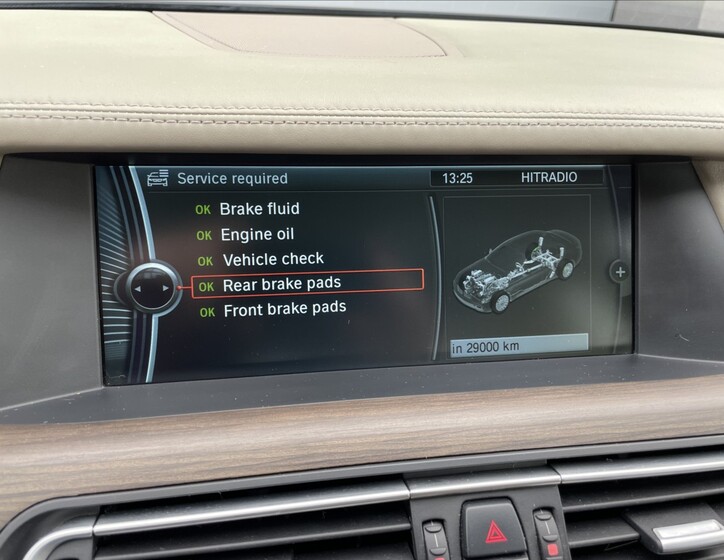 Service required
13:25
HITRADIO
OK Brake fluid
OK Engine oil
OK Vehicle check
OK Rear brake pads
OK Front brake pads
in 29000 km